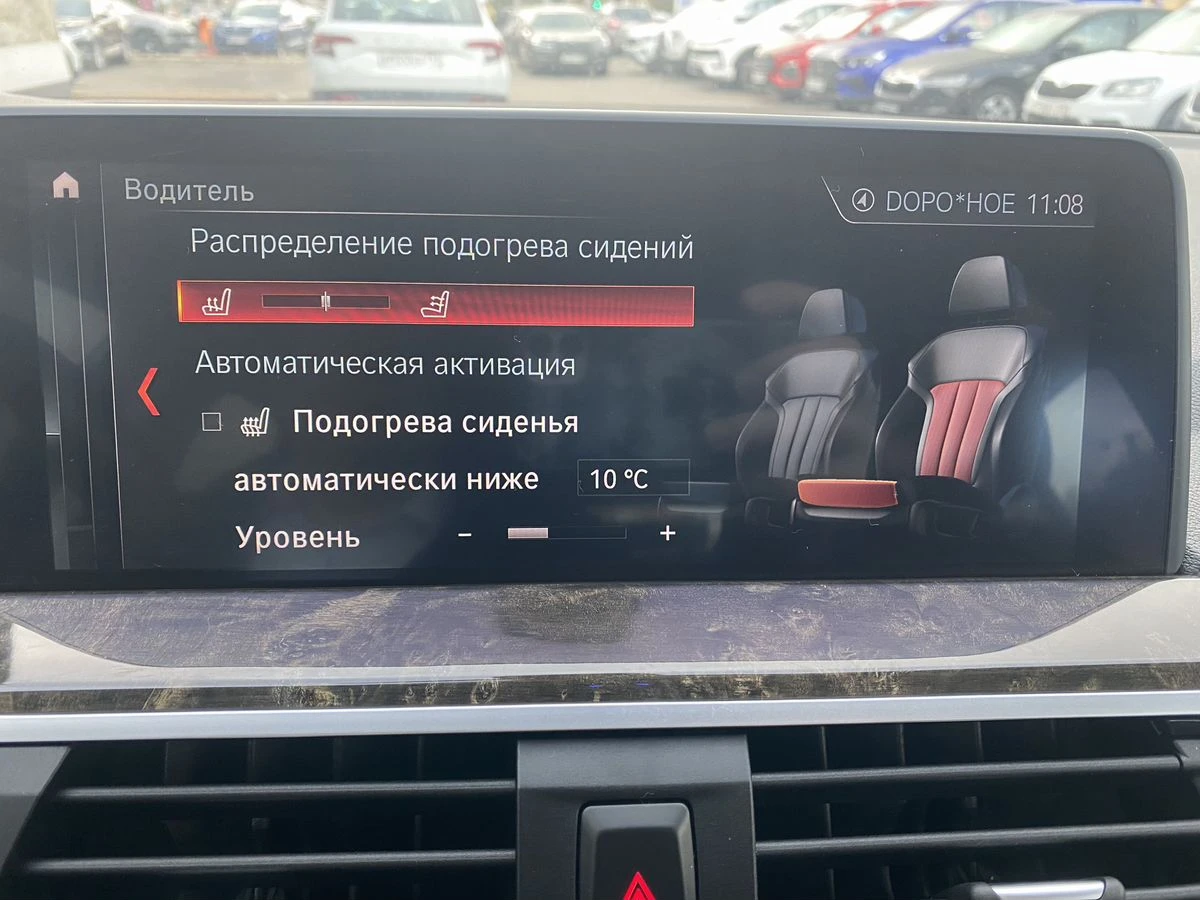 Водитель
DOPO*HOE 11:08
Распределение подогрева сидений
Автоматическая активация
Подогрева сиденья
автоматически ниже 10 °C
Уровень - +